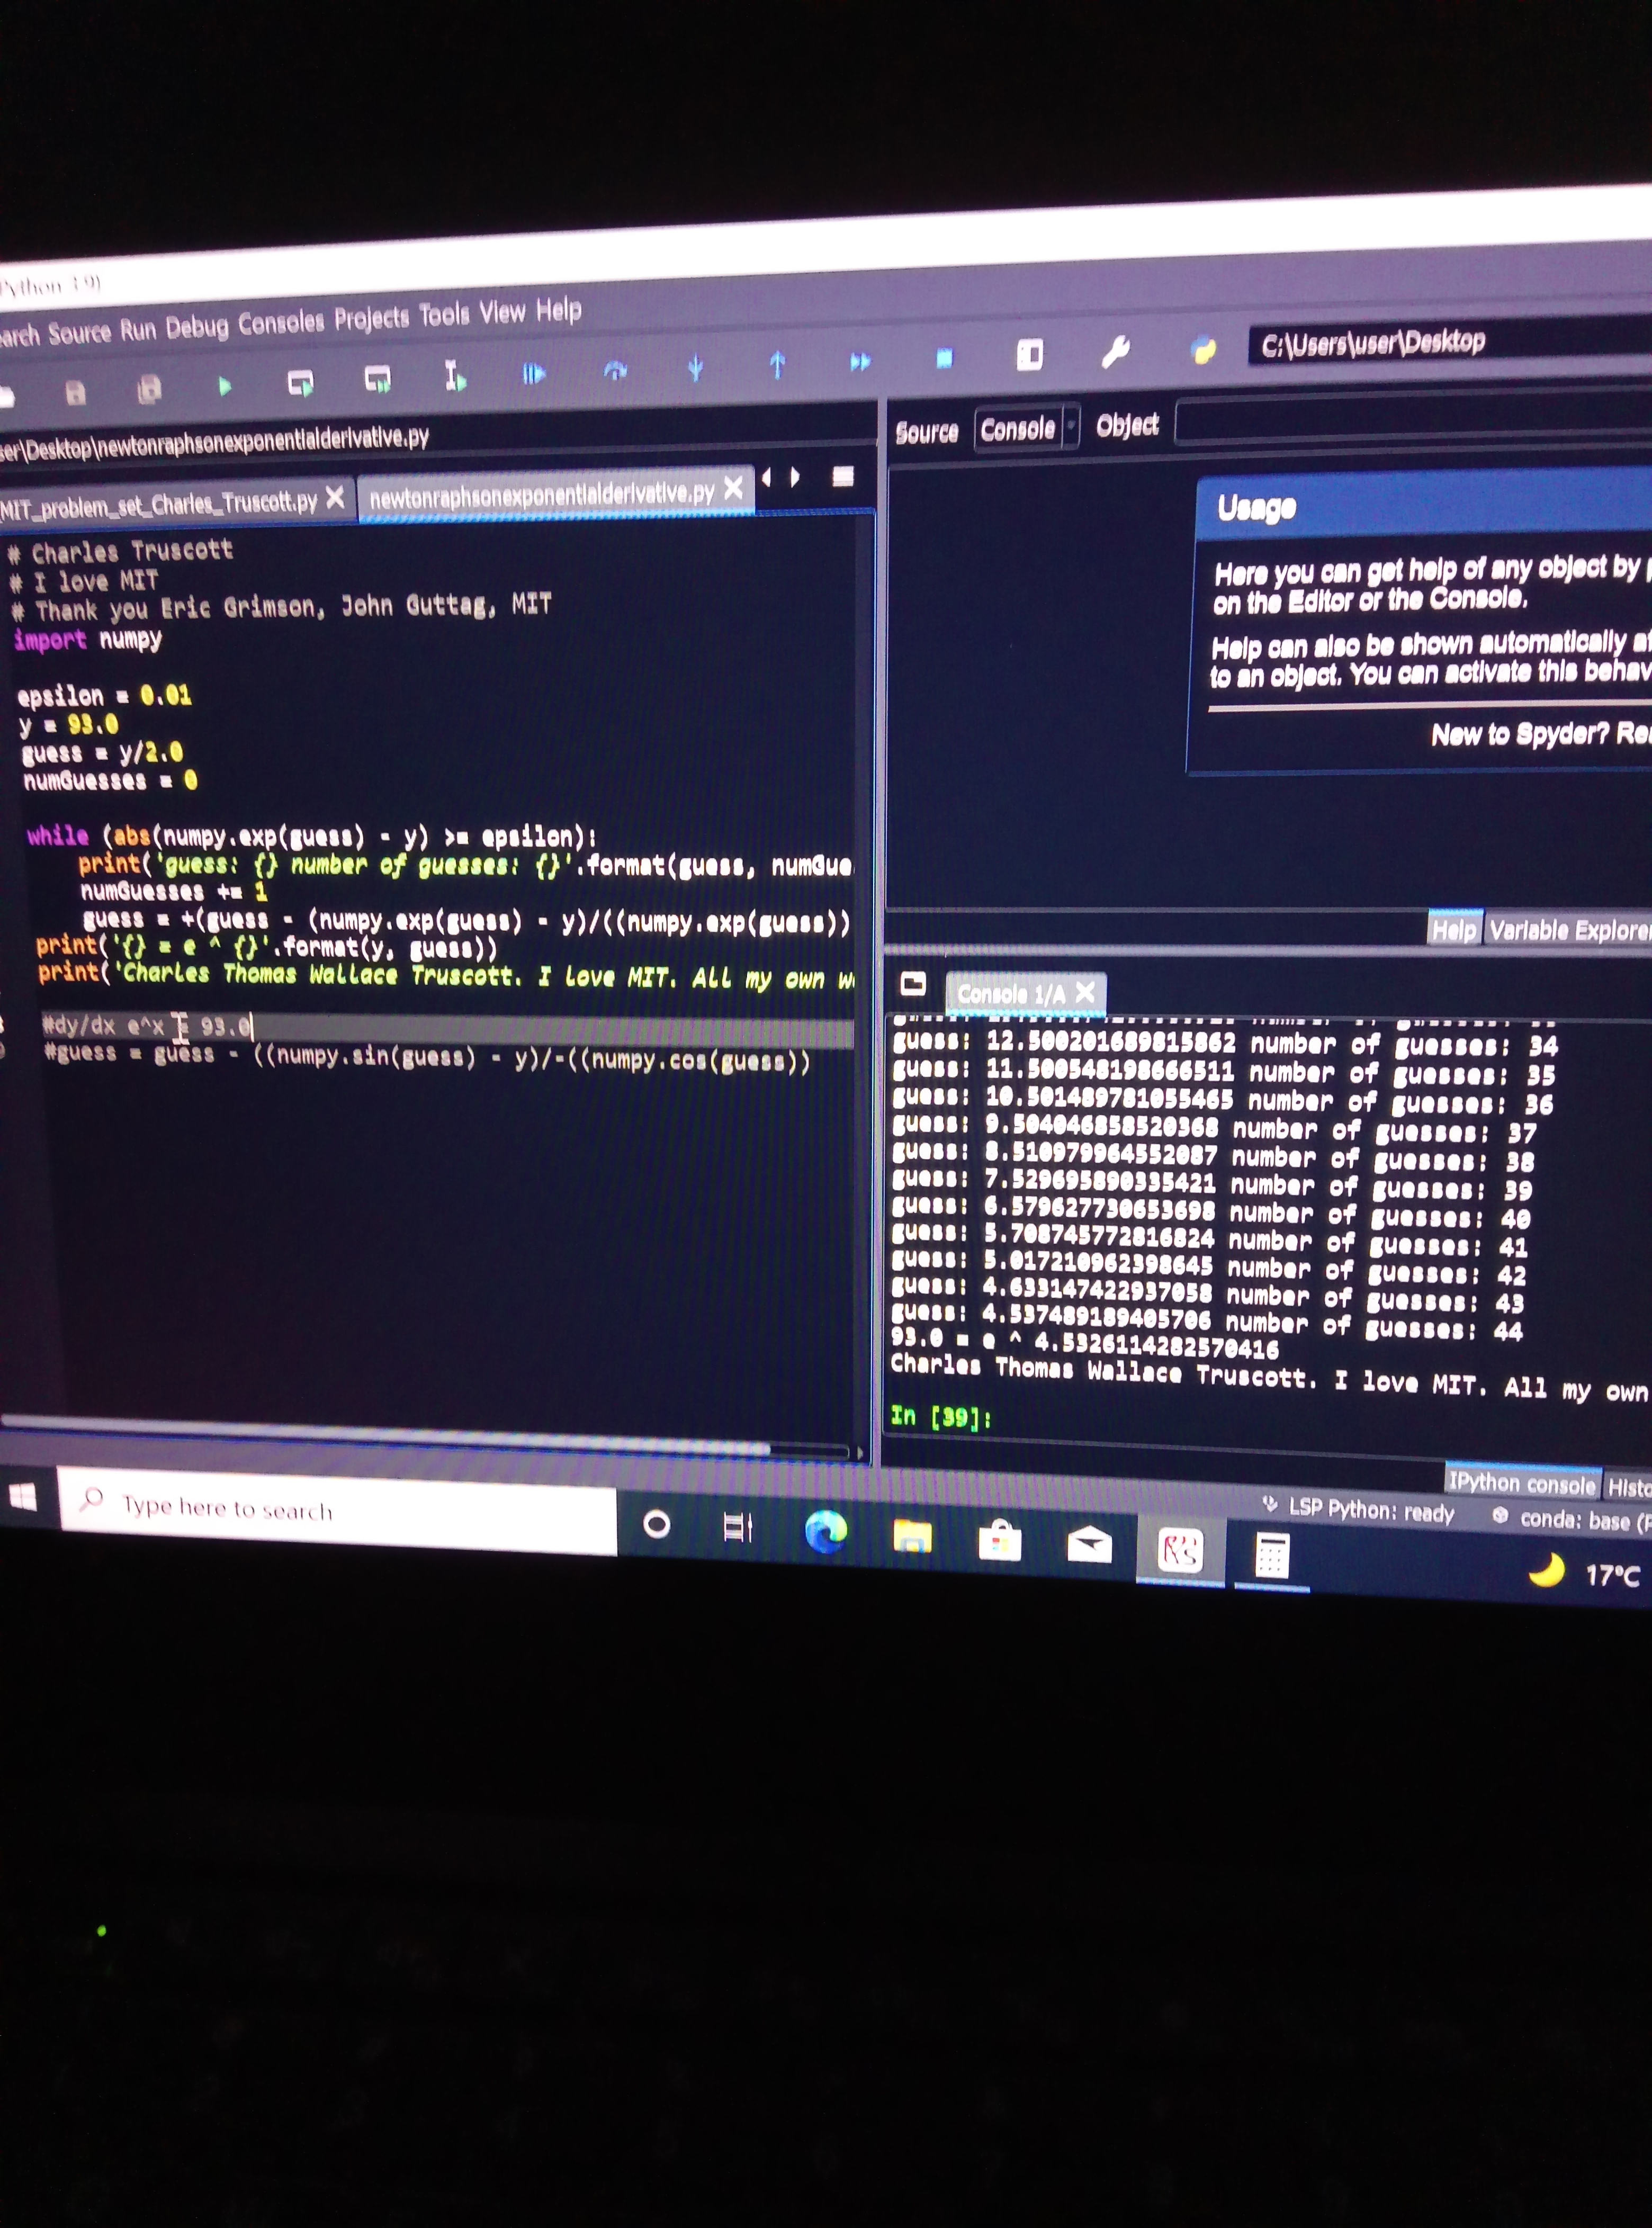 Python 3.9)
arch Source Run Debug Consoles Projects Tools View Help
C:\Users\user\Desktop
ser\Desktop\newtonraphsonexponentialderivative.py
MIT_problem_set_Charles_Truscott.py
newtonraphsonexponentialderivative.py
# Charles Truscott
# I love MIT
# Thank you Eric Grimson, John Guttag, MIT
import numpy
epsilon = 0.01
y = 93.0
guess = y/2.0
numGuesses = 0
while (abs(numpy.exp(guess) - y) >= epsilon):
print('guess: {} number of guesses: {}'.format(guess, numGue
numGuesses += 1
guess = +(guess - (numpy.exp(guess) - y)/((numpy.exp(guess))
print('{} = e ^ {}'.format(y, guess))
print('Charles Thomas Wallace Truscott. I love MIT. All my own w
#dy/dx e^x = 93.0
#guess = guess - ((numpy.sin(guess) - y)/-((numpy.cos(guess))
Source Console Object
Usage
Here you can get help of any object by p
on the Editor or the Console.
Help can also be shown automatically af
to an object. You can activate this behav
New to Spyder? Rea
Help Variable Explorer
Console 1/A
guess: 12.500201689815862 number of guesses: 34
guess: 11.500548198666511 number of guesses: 35
guess: 10.501489781055465 number of guesses: 36
guess: 9.504046858520368 number of guesses: 37
guess: 8.510979964552087 number of guesses: 38
guess: 7.529695890335421 number of guesses: 39
guess: 6.579627730653698 number of guesses: 40
guess: 5.708745772816824 number of guesses: 41
guess: 5.017210962398645 number of guesses: 42
guess: 4.633147422937058 number of guesses: 43
guess: 4.537489189405706 number of guesses: 44
93.0 = e ^ 4.5326114282570416
Charles Thomas Wallace Truscott. I love MIT. All my own
In [39]:
IPython console Histo
LSP Python: ready conda: base (P
Type here to search
17°C